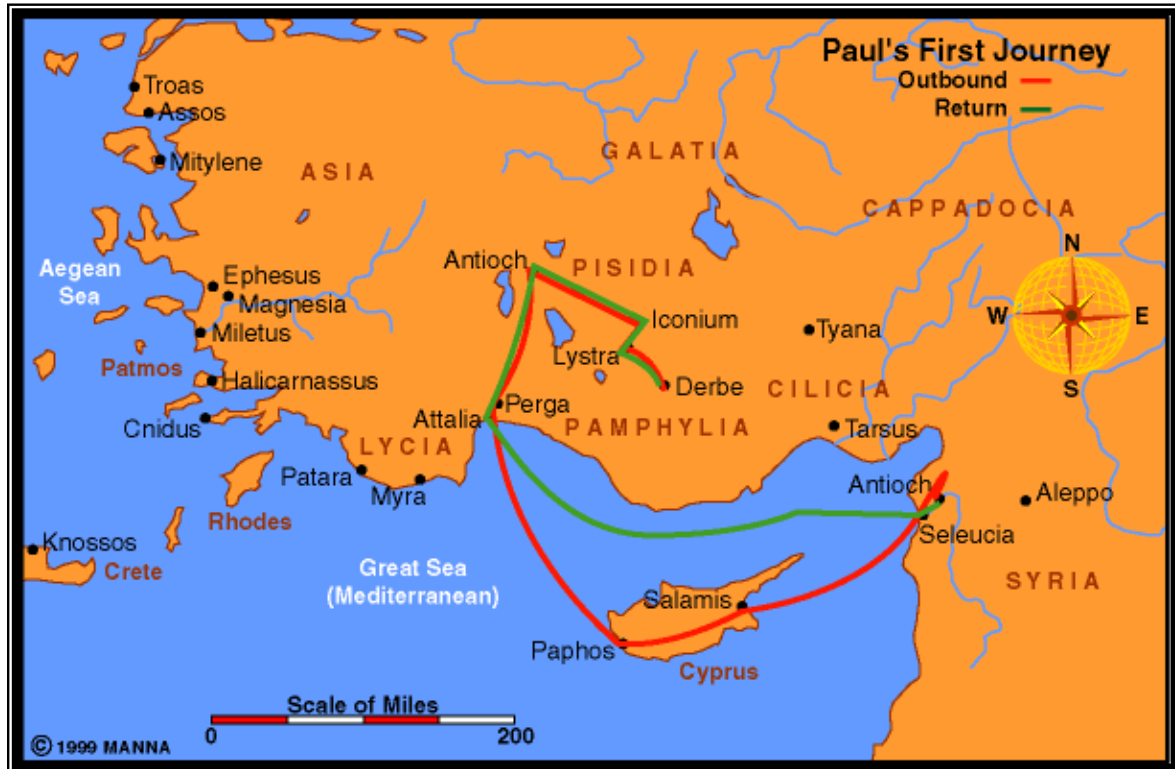 Paul's First Journey
Outbound
Return
Troas
Assos
Mitylene
ASIA
GALATIA
CAPPADOCIA
N
W
E
S
Aegean
Sea
Ephesus
Magnesia
Miletus
Patmos
Halicarnassus
Cnidus
Antioch
PISIDIA
Iconium
Lystra
Derbe
Tyana
CILICIA
Tarsus
Attalia
Perga
PAMPHYLIA
LYCIA
Patara
Myra
Rhodes
Knossos
Crete
Antioch
Aleppo
Seleucia
SYRIA
Great Sea
(Mediterranean)
Salamis
Paphos
Cyprus
Scale of Miles
0
200
© 1999 MANNA